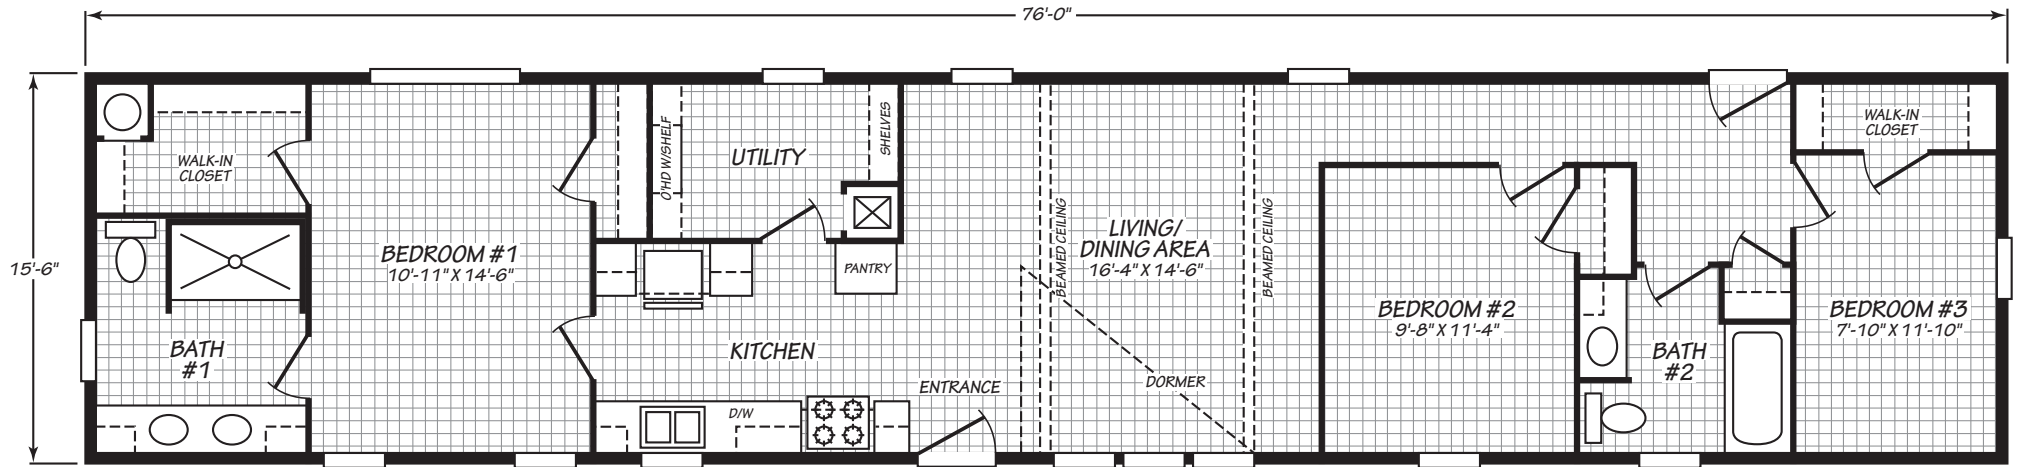 76'-0"
15'-6"
WALK-IN
CLOSET
BATH
#1
BEDROOM #1
10'-11" X 14'-6"
O'HD W/SHELF
UTILITY
SHELVES
PANTRY
KITCHEN
D/W
ENTRANCE
BEAMED CEILING
LIVING/
DINING AREA
16'-4" X 14'-6"
DORMER
BEAMED CEILING
BEDROOM #2
9'-8" X 11'-4"
BATH
#2
WALK-IN
CLOSET
BEDROOM #3
7'-10" X 11'-10"